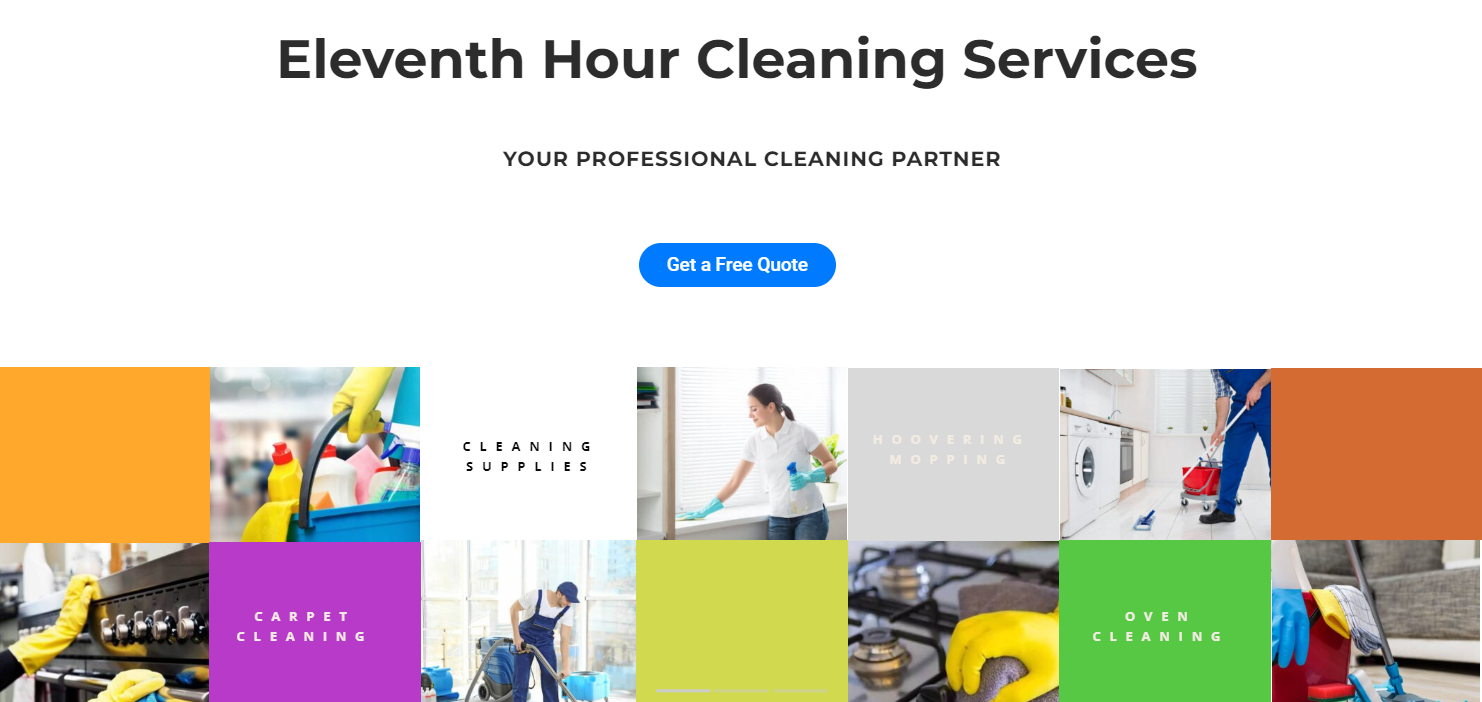 Eleventh Hour Cleaning Services
YOUR PROFESSIONAL CLEANING PARTNER
Get a Free Quote
CLEANING
SUPPLIES
HOOVERING
MOPPING
CARPET
CLEANING
OVEN
CLEANING